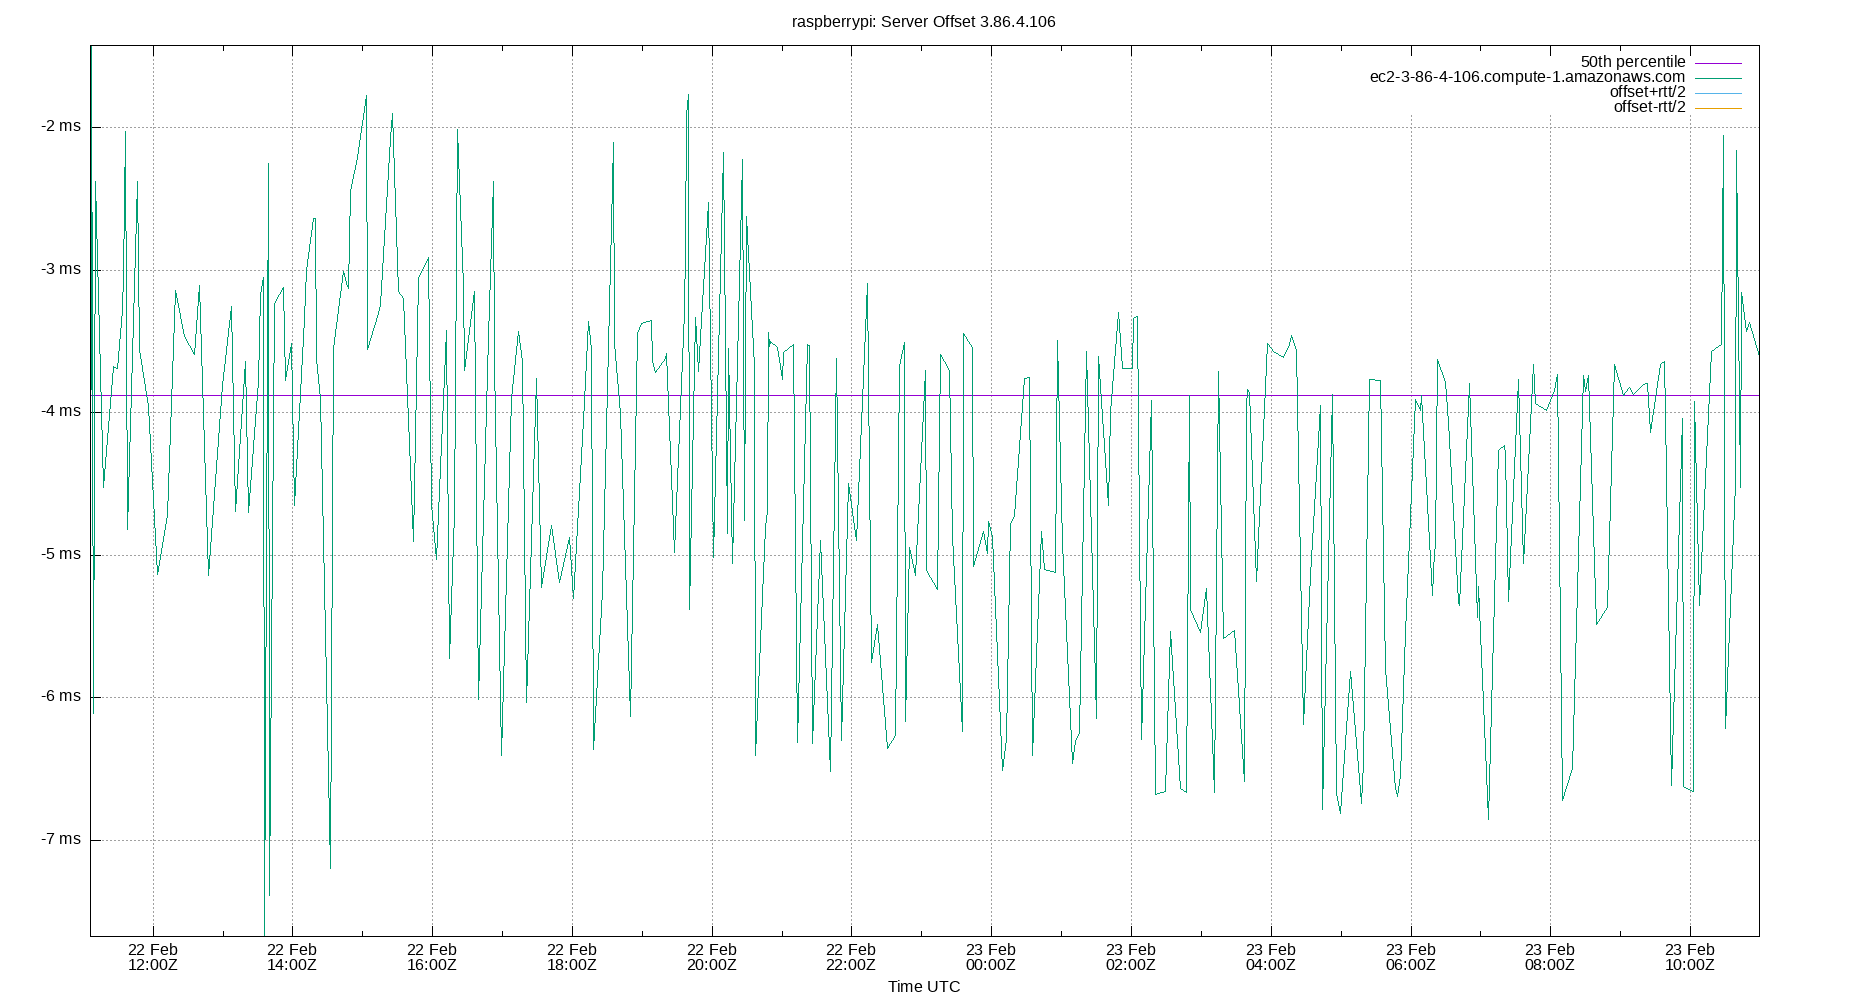 raspberrypi: Server Offset 3.86.4.106
50th percentile
ec2-3-86-4-106.compute-1.amazonaws.com
offset+rtt/2
offset-rtt/2
-2 ms
-3 ms
-4 ms
-5 ms
-6 ms
-7 ms
22 Feb 22 Feb 22 Feb 22 Feb 22 Feb 22 Feb 23 Feb 23 Feb 23 Feb 23 Feb 23 Feb 23 Feb
12:00Z 14:00Z 16:00Z 18:00Z 20:00Z 22:00Z 00:00Z 02:00Z 04:00Z 06:00Z 08:00Z 10:00Z
Time UTC